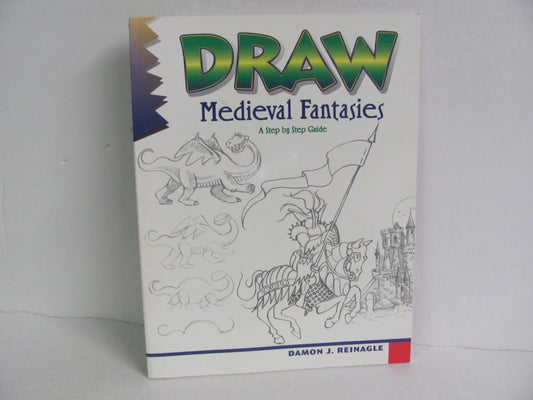 DRAW
Medieval Fantasies
A Step by Step Guide
DAMON J. REINAGLE